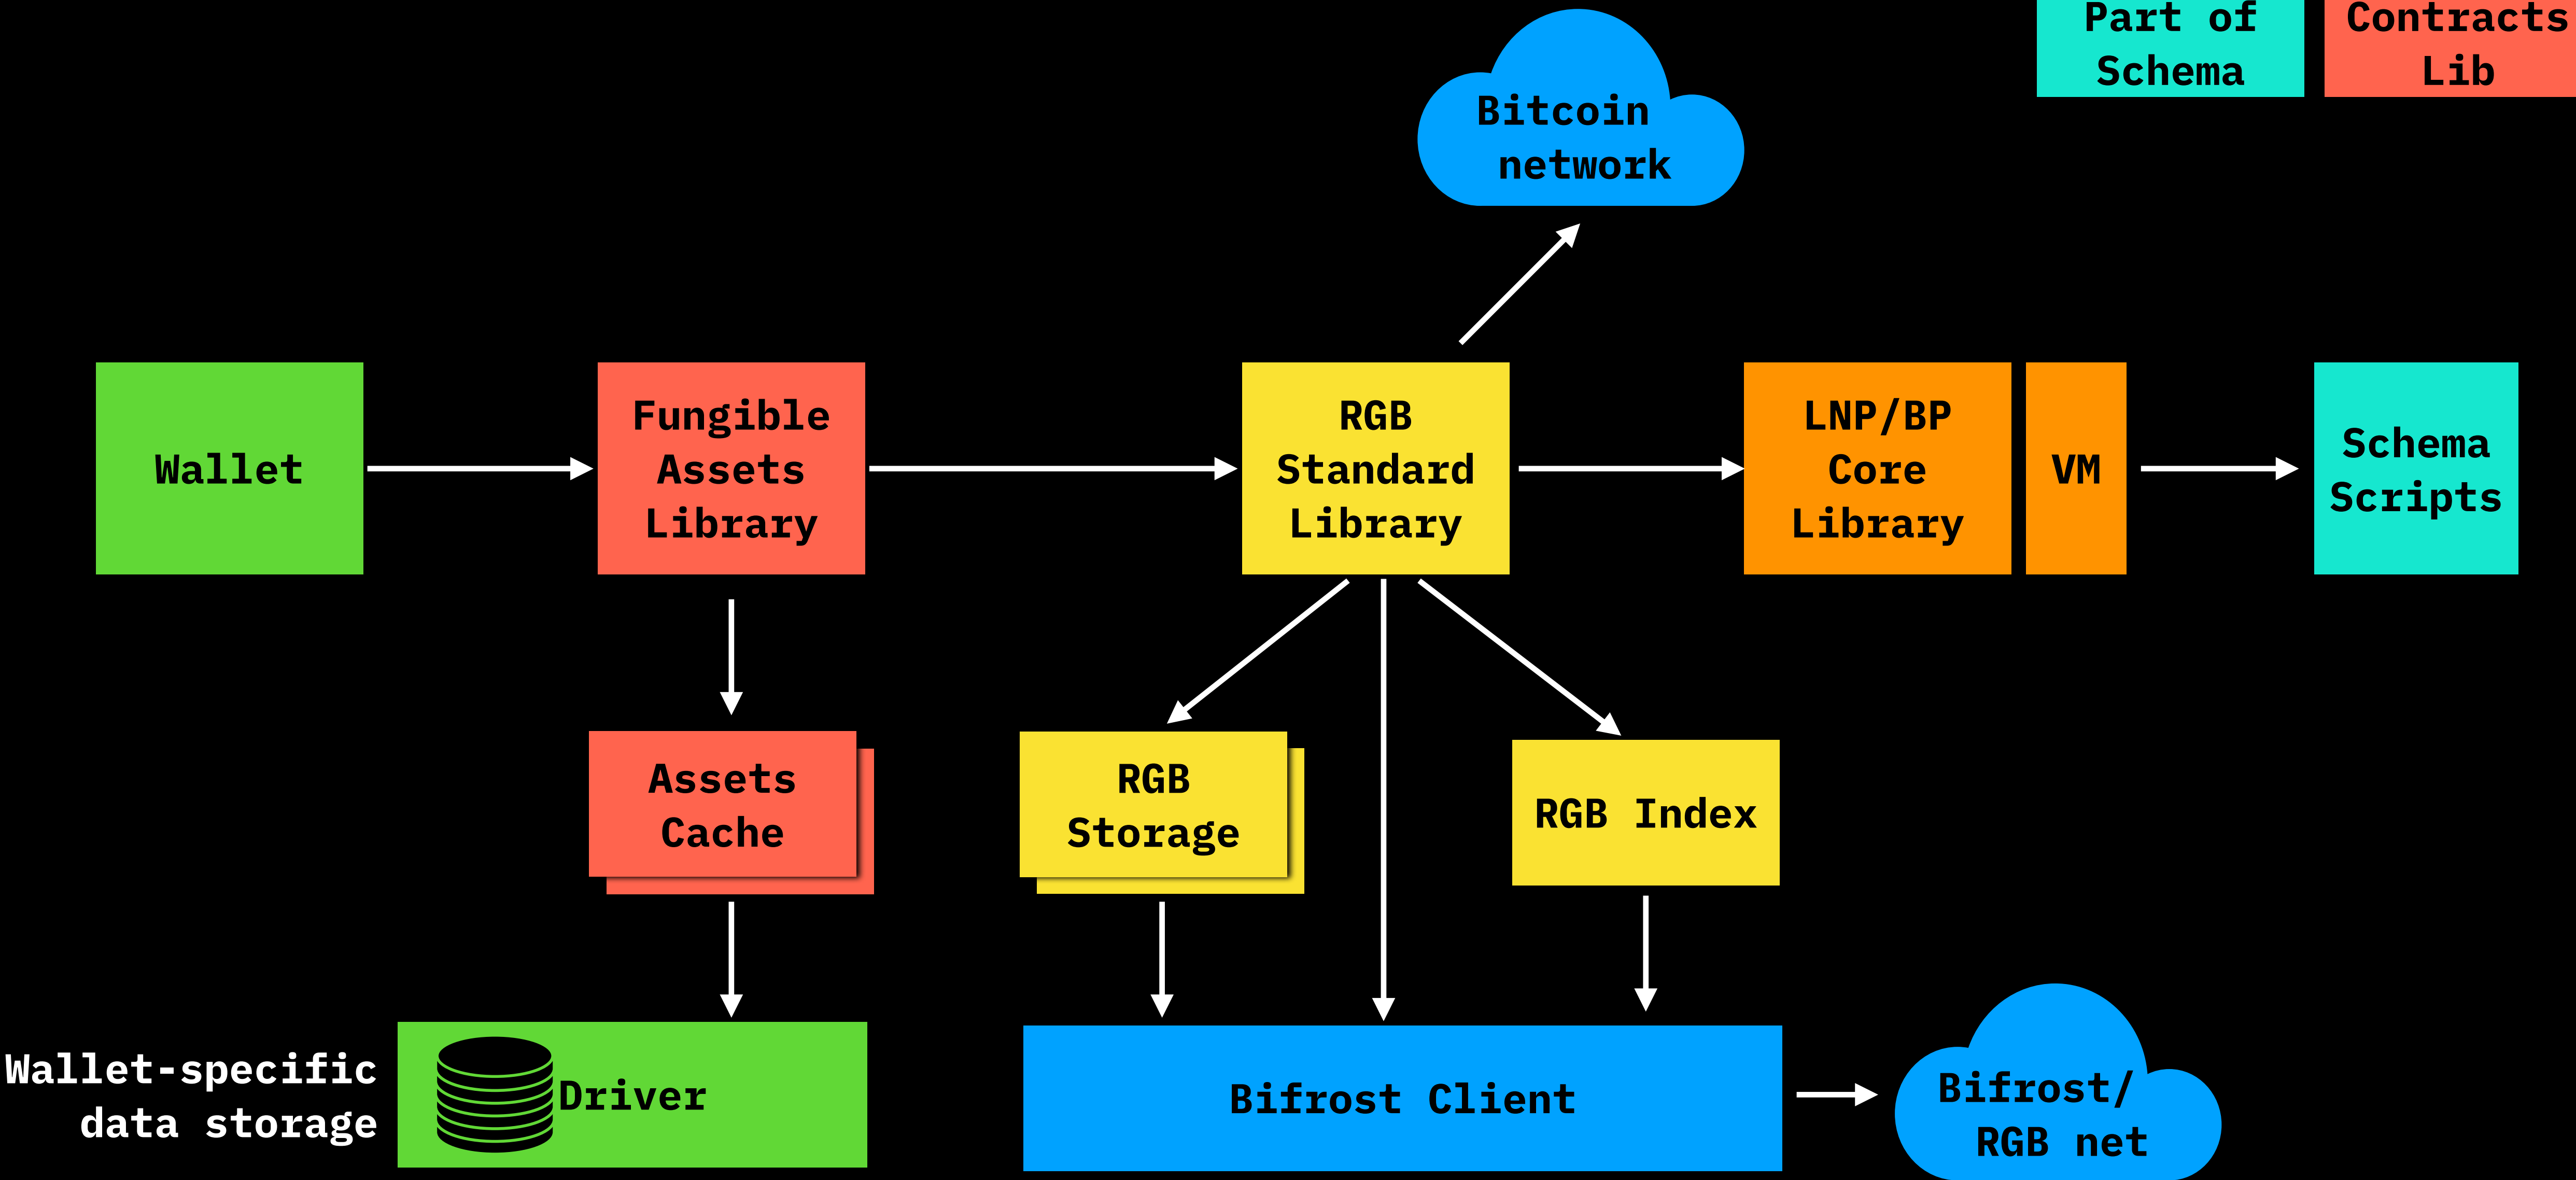 Part of
Schema
Contracts
Lib
Bitcoin
network
Wallet
Fungible
Assets
Library
RGB
Standard
Library
LNP/BP
Core
Library
VM
Schema
Scripts
Assets
Cache
RGB
Storage
RGB Index
Wallet-specific
data storage
Driver
Bifrost Client
Bifrost/
RGB net